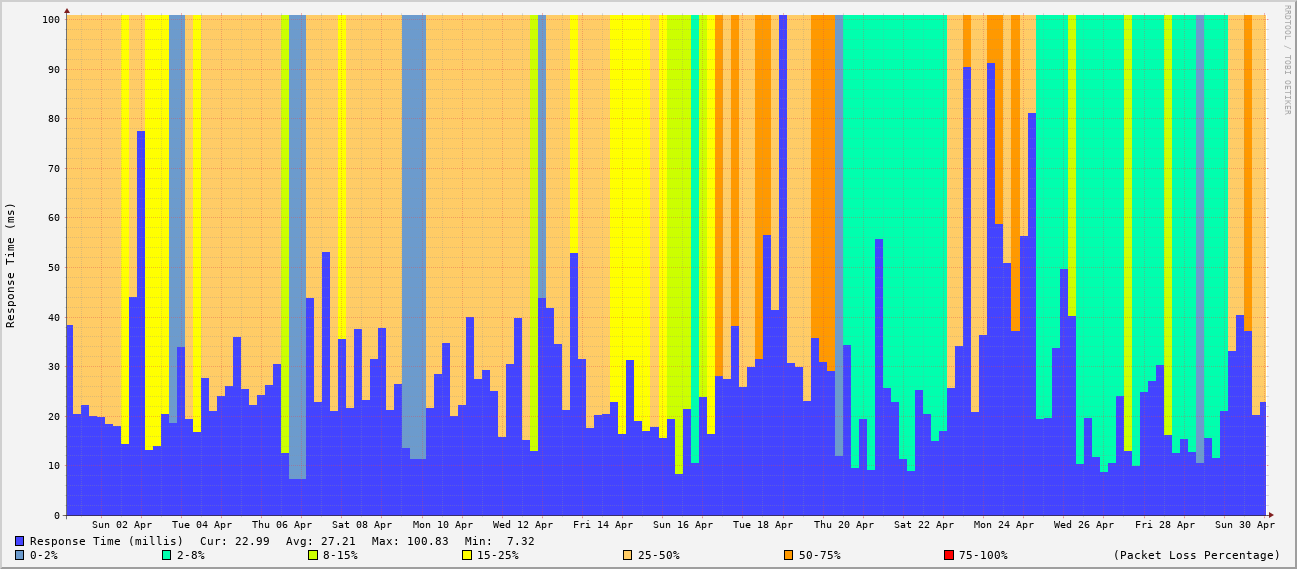 RRDTOOL / TOBI OETIKER
Response Time (ms)
100
90
80
70
60
50
40
30
20
10
0
Sun 02 Apr Tue 04 Apr Thu 06 Apr Sat 08 Apr Mon 10 Apr Wed 12 Apr Fri 14 Apr Sun 16 Apr Tue 18 Apr Thu 20 Apr Sat 22 Apr Mon 24 Apr Wed 26 Apr Fri 28 Apr Sun 30 Apr
Response Time (millis) Cur: 22.99 Avg: 27.21 Max: 100.83 Min: 7.32
0-2% 2-8% 8-15% 15-25% 25-50% 50-75% 75-100% (Packet Loss Percentage)